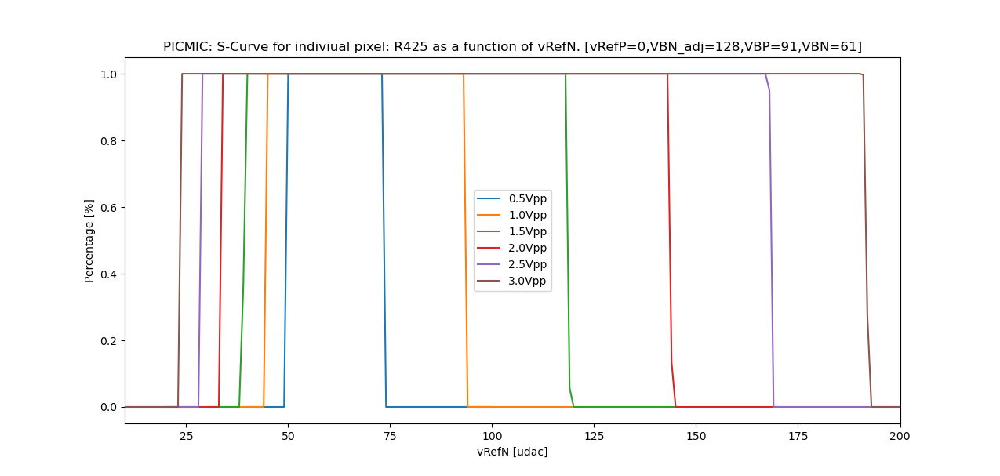 PICMIC: S-Curve for indiviual pixel: R425 as a function of vRefN. [vRefP=0,VBN_adj=128,VBP=91,VBN=61]
Percentage [%]
1.0
0.8
0.6
0.4
0.2
0.0
0.5Vpp
1.0Vpp
1.5Vpp
2.0Vpp
2.5Vpp
3.0Vpp
25 50 75 100 125 150 175 200
vRefN [udac]